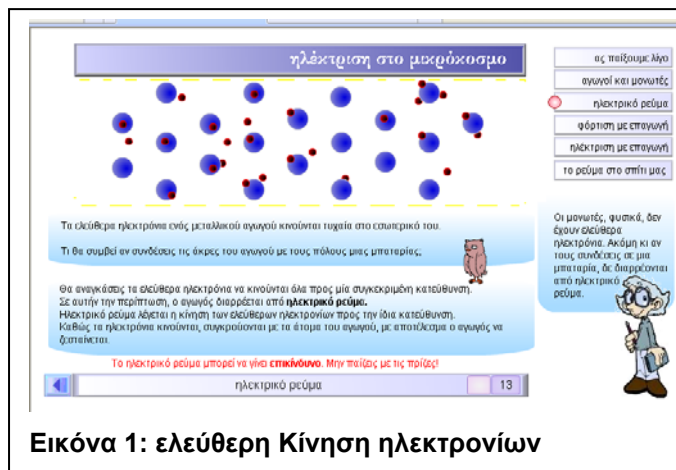 ηλέκτριση στο μικρόκοσμο
ας παίξουμε λίγο
αγωγοί και μονωτές
ηλεκτρικό ρεύμα
φόρτιση με επαγωγή
ηλέκτριση με επαγωγή
το ρεύμα στο σπίτι μας
Τα ελεύθερα ηλεκτρόνια ενός μεταλλικού αγωγού κινούνται τυχαία στο εσωτερικό του.
Τι θα συμβεί αν συνδέσεις τις άκρες του αγωγού με τους πόλους μιας μπαταρίας;
Θα αναγκάσεις τα ελεύθερα ηλεκτρόνια να κινούνται όλα προς μία συγκεκριμένη κατεύθυνση.
Σε αυτήν την περίπτωση, ο αγωγός διαρρέεται από ηλεκτρικό ρεύμα.
Ηλεκτρικό ρεύμα λέγεται η κίνηση των ελεύθερων ηλεκτρονίων προς την ίδια κατεύθυνση.
Καθώς τα ηλεκτρόνια κινούνται, συγκρούονται με τα άτομα του αγωγού, με αποτέλεσμα ο αγωγός να
ζεσταίνεται.
Οι μονωτές, φυσικά, δεν
έχουν ελεύθερα
ηλεκτρόνια. Ακόμη κι αν
τους συνδέσεις σε μια
μπαταρία, δε διαρρέονται
από ηλεκτρικό
ρεύμα.
Το ηλεκτρικό ρεύμα μπορεί να γίνει επικίνδυνο. Μην παίζεις με τις πρίζες!
ηλεκτρικό ρεύμα
13
Εικόνα 1: ελεύθερη Κίνηση ηλεκτρονίων